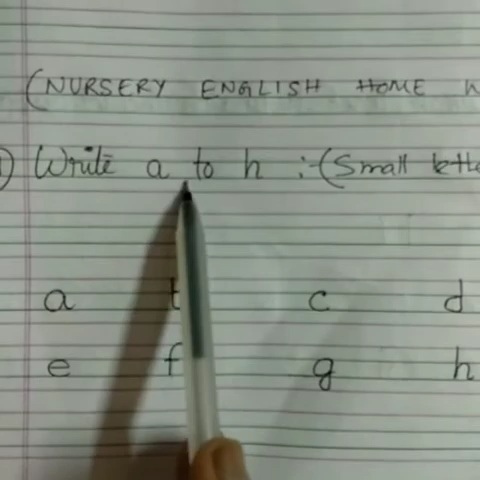 (NURSERY ENGLISH HOME
Write a to h :-(Small
a c d
e f g h